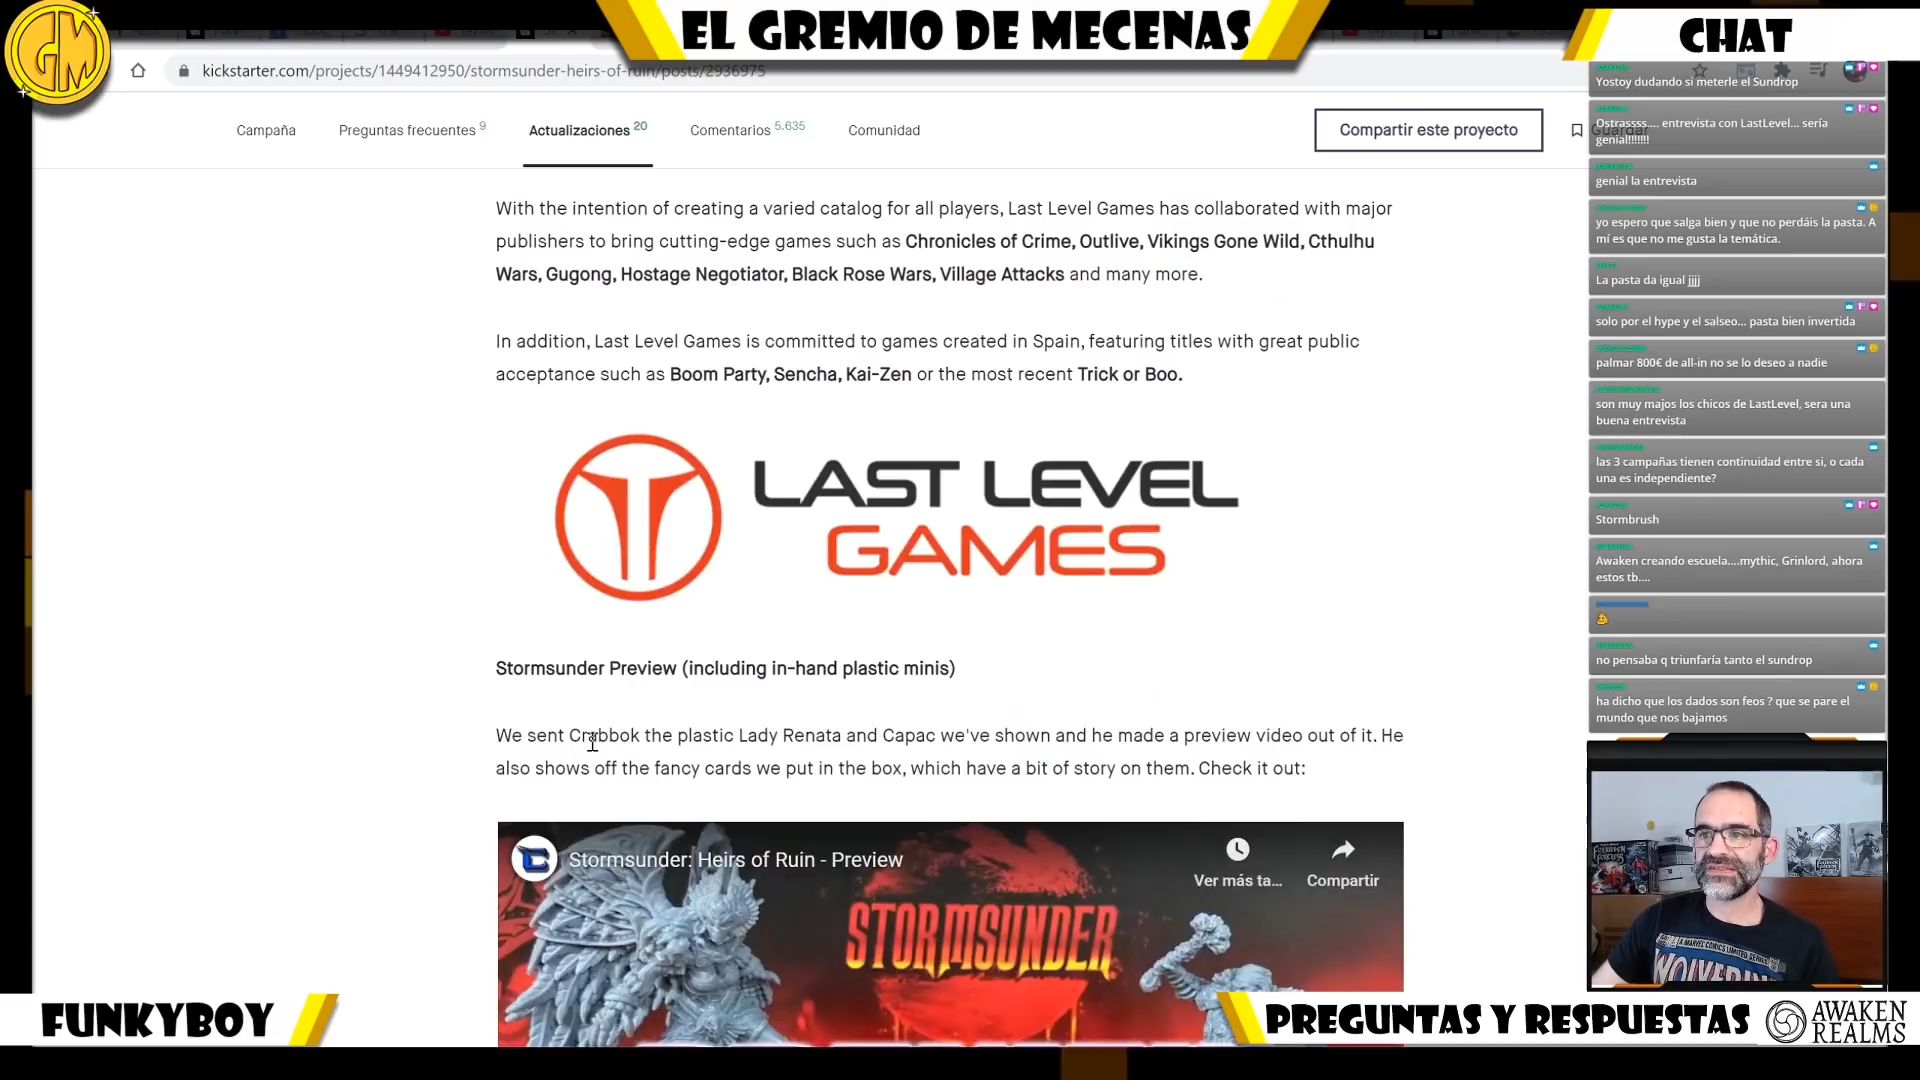 EL GREMIO DE MECENAS
CHAT
GM
kickstarter.com/projects/1449412950/stormsunder-heirs-of-ruin/posts/2936975
Campaña
Preguntas frecuentes 9
Actualizaciones 20
Comentarios 5.635
Comunidad
Compartir este proyecto
Guardar
With the intention of creating a varied catalog for all players, Last Level Games has collaborated with major
publishers to bring cutting-edge games such as Chronicles of Crime, Outlive, Vikings Gone Wild, Cthulhu
Wars, Gugong, Hostage Negotiator, Black Rose Wars, Village Attacks and many more.
In addition, Last Level Games is committed to games created in Spain, featuring titles with great public
acceptance such as Boom Party, Sencha, Kai-Zen or the most recent Trick or Boo.
LAST LEVEL
GAMES
Stormsunder Preview (including in-hand plastic minis)
We sent Crabbok the plastic Lady Renata and Capac we've shown and he made a preview video out of it. He
also shows off the fancy cards we put in the box, which have a bit of story on them. Check it out:
Stormsunder: Heirs of Ruin - Preview
Ver más ta...
Compartir
STORMSUNDER
Yostoy dudando si meterle el Sundrop
Ostrassss.... entrevista con LastLevel... sería
genial!!!!!!!
genial la entrevista
yo espero que salga bien y que no perdáis la pasta. A
mí es que no me gusta la temática.
La pasta da igual jjjj
solo por el hype y el salseo... pasta bien invertida
palmar 800€ de all-in no se lo deseo a nadie
son muy majos los chicos de LastLevel, sera una
buena entrevista
las 3 campañas tienen continuidad entre si, o cada
una es independiente?
Stormbrush
Awaken creando escuela....mythic, Grinlord, ahora
estos tb....
no pensaba q triunfaría tanto el sundrop
ha dicho que los dados son feos ? que se pare el
mundo que nos bajamos
A MARVEL COMICS LIMITED SERIES
WOLVERINE
FUNKYBOY
PREGUNTAS Y RESPUESTAS
AWAKEN
REALMS